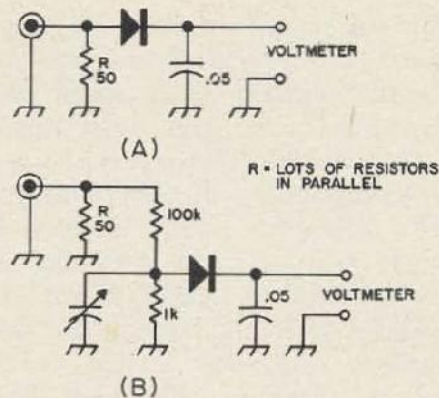 R
50
.05
VOLTMETER
(A)
R = LOTS OF RESISTORS
IN PARALLEL
R
50
100k
1k
.05
VOLTMETER
(B)